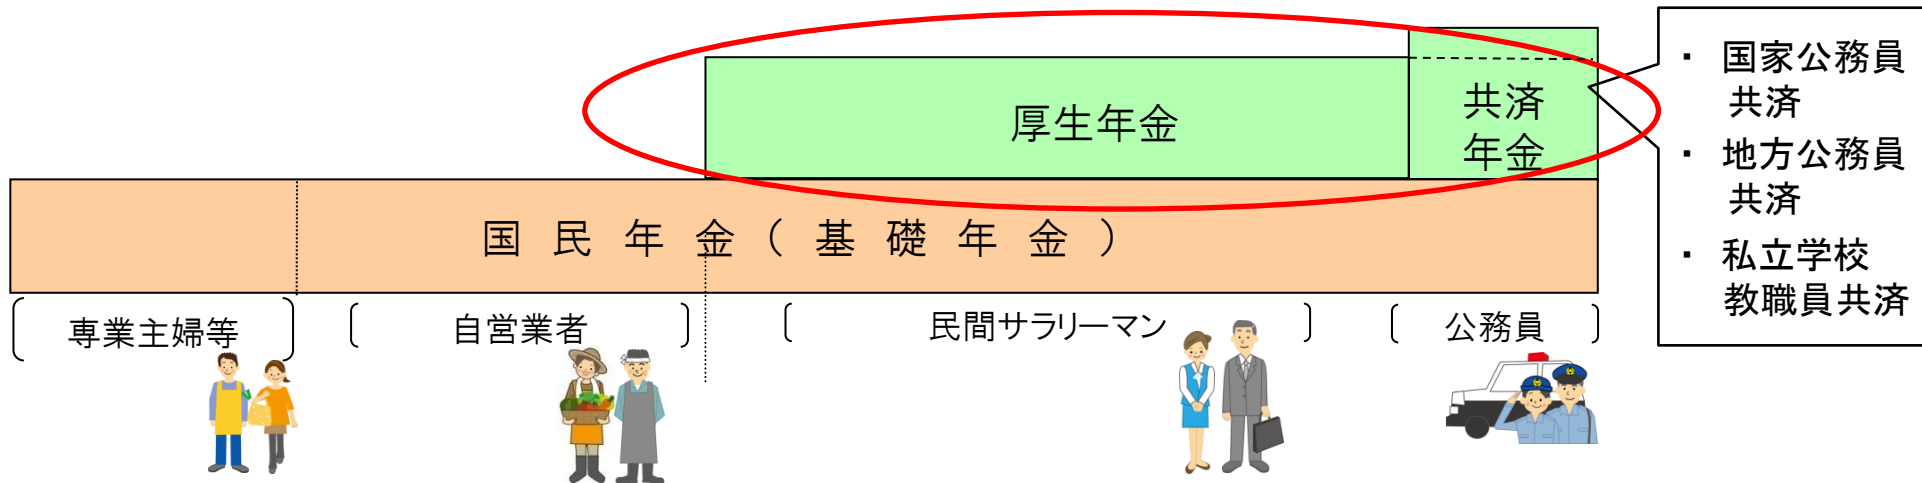 厚生年金
共済
年金
・ 国家公務員
共済
・ 地方公務員
共済
・ 私立学校
教職員共済
国民年金(基礎年金)
専業主婦等
自営業者
民間サラリーマン
公務員